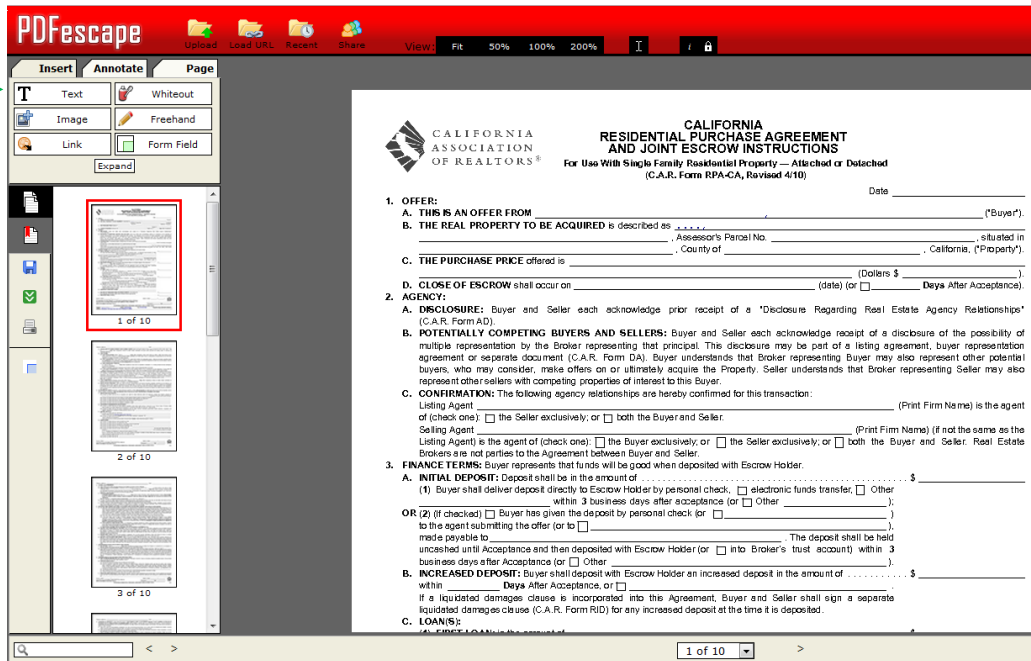 PDFescape
Upload Load URL Recent Share View: Fit 50% 100% 200% I i
Insert Annotate Page
Text Whiteout
Image Freehand
Link Form Field
Expand
1 of 10
2 of 10
3 of 10
CALIFORNIA
ASSOCIATION
OF REALTORS®
CALIFORNIA
RESIDENTIAL PURCHASE AGREEMENT
AND JOINT ESCROW INSTRUCTIONS
For Use With Single Family Residential Property — Attached or Detached
(C.A.R. Form RPA-CA, Revised 4/10)
Date
1. OFFER:
A. THIS IS AN OFFER FROM ("Buyer").
B. THE REAL PROPERTY TO BE ACQUIRED is described as
, Assessor's Parcel No. , situated in
, County of , California, ("Property").
C. THE PURCHASE PRICE offered is
(Dollars $ ).
D. CLOSE OF ESCROW shall occur on (date) (or Days After Acceptance).
2. AGENCY:
A. DISCLOSURE: Buyer and Seller each acknowledge prior receipt of a "Disclosure Regarding Real Estate Agency Relationships"
(C.A.R. Form AD).
B. POTENTIALLY COMPETING BUYERS AND SELLERS: Buyer and Seller each acknowledge receipt of a disclosure of the possibility of
multiple representation by the Broker representing that principal. This disclosure may be part of a listing agreement, buyer representation
agreement or separate document (C.A.R. Form DA). Buyer understands that Broker representing Buyer may also represent other potential
buyers, who may consider, make offers on or ultimately acquire the Property. Seller understands that Broker representing Seller may also
represent other sellers with competing properties of interest to this Buyer.
C. CONFIRMATION: The following agency relationships are hereby confirmed for this transaction:
Listing Agent (Print Firm Name) is the agent
of (check one): the Seller exclusively; or both the Buyer and Seller.
Selling Agent (Print Firm Name) (if not the same as the
Listing Agent) is the agent of (check one): the Buyer exclusively; or the Seller exclusively; or both the Buyer and Seller. Real Estate
Brokers are not parties to the Agreement between Buyer and Seller.
3. FINANCE TERMS: Buyer represents that funds will be good when deposited with Escrow Holder.
A. INITIAL DEPOSIT: Deposit shall be in the amount of . . . . . . . . . . . . . . . . . . . . . . . . . . . . . . . . . . $
(1) Buyer shall deliver deposit directly to Escrow Holder by personal check, electronic funds transfer, Other
within 3 business days after acceptance (or Other );
OR (2) (If checked) Buyer has given the deposit by personal check (or )
to the agent submitting the offer (or to ),
made payable to . The deposit shall be held
uncashed until Acceptance and then deposited with Escrow Holder (or into Broker's trust account) within 3
business days after Acceptance (or Other ).
B. INCREASED DEPOSIT: Buyer shall deposit with Escrow Holder an increased deposit in the amount of . . . . . . . . . . $
within Days After Acceptance, or .
If a liquidated damages clause is incorporated into this Agreement, Buyer and Seller shall sign a separate
liquidated damages clause (C.A.R. Form RID) for any increased deposit at the time it is deposited.
C. LOAN(S):
< > 1 of 10 >